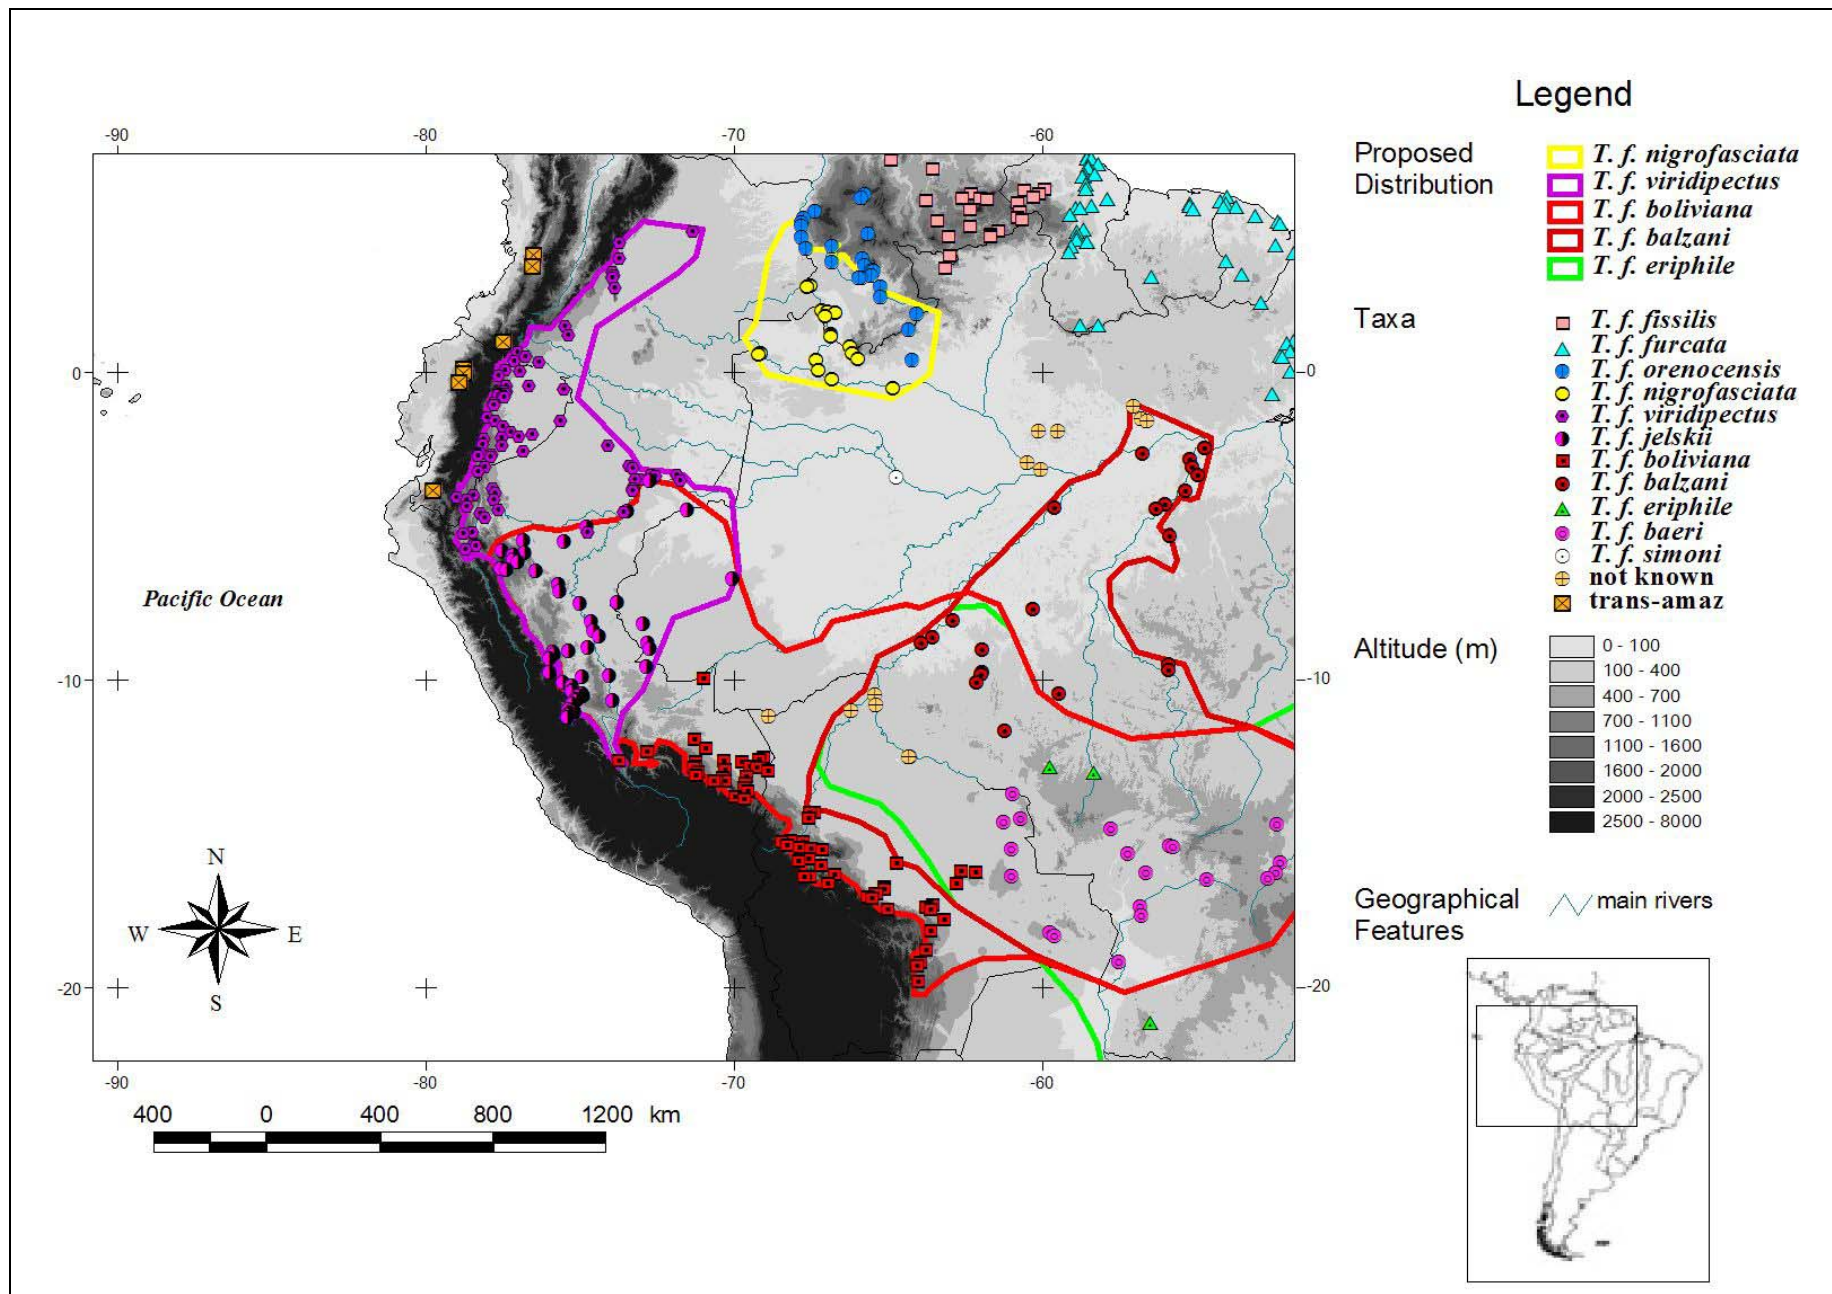 Legend
Proposed
Distribution
T. f. nigrofasciata
T. f. viridipectus
T. f. boliviana
T. f. balzani
T. f. eriphile
Taxa
T. f. fissilis
T. f. furcata
T. f. orenocensis
T. f. nigrofasciata
T. f. viridipectus
T. f. jelskii
T. f. boliviana
T. f. balzani
T. f. eriphile
T. f. baeri
T. f. simoni
not known
trans-amaz
Altitude (m)
0 - 100
100 - 400
400 - 700
700 - 1100
1100 - 1600
1600 - 2000
2000 - 2500
2500 - 8000
Geographical
Features
main rivers
-90 -80 -70 -60
0 0
-10 -10
-20 -20
-90 -80 -70 -60
Pacific Ocean
N
W E
S
400 0 400 800 1200 km